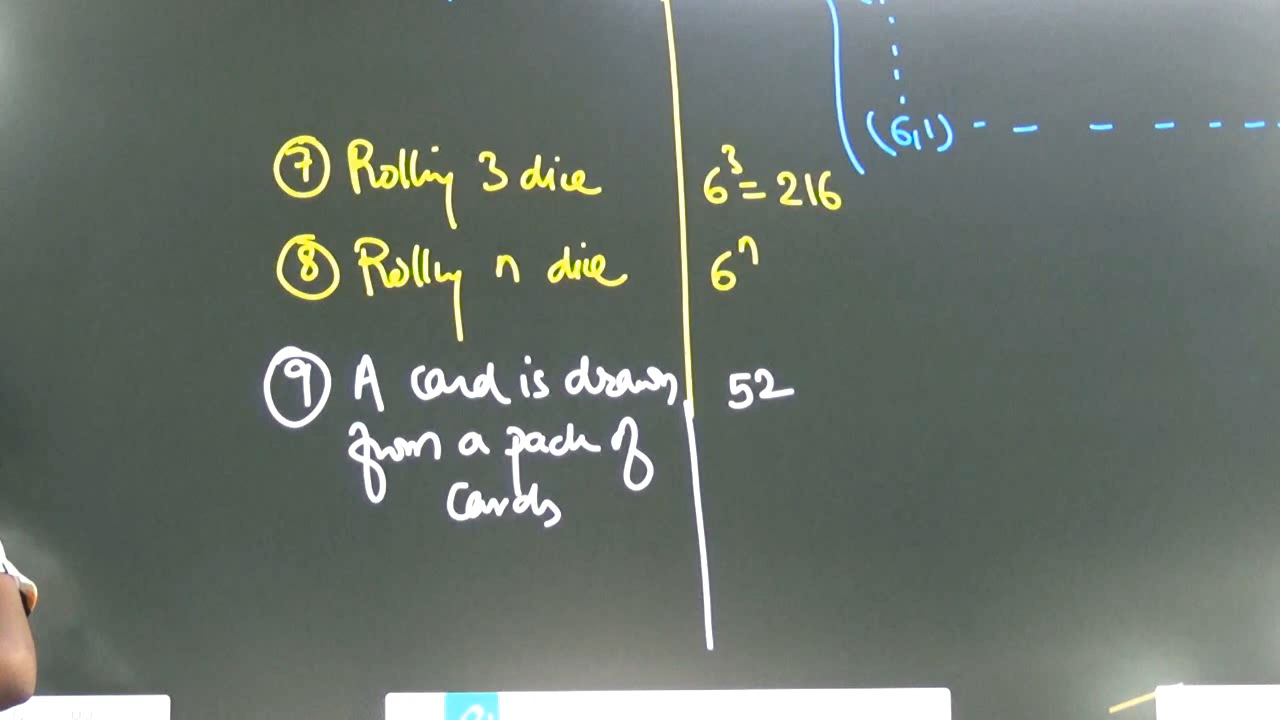 (6,1) - - - - - -
⑦ Rolling 3 dice 6³ = 216
⑧ Rolling n dice 6ⁿ
⑨ A card is drawn 52
from a pack of
cards